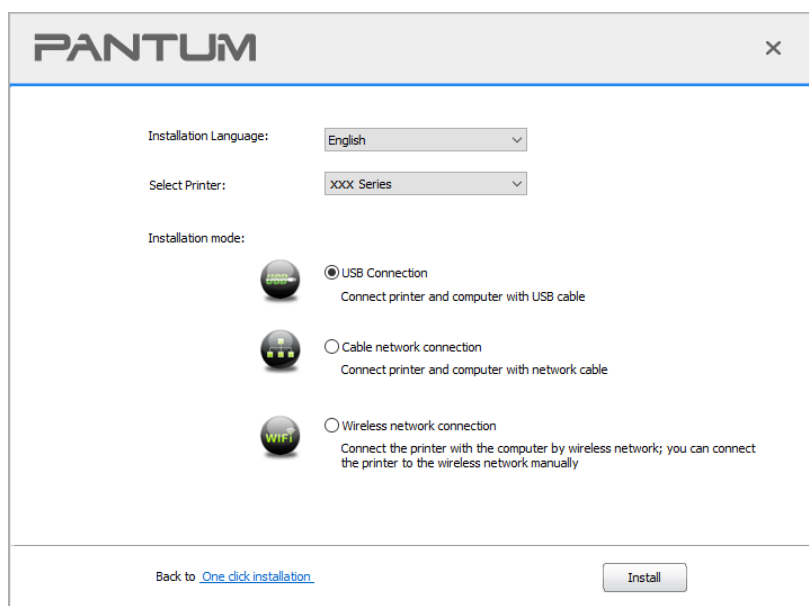 PANTUM
Installation Language:
English
Select Printer:
xxx Series
Installation mode:
USB
USB Connection
Connect printer and computer with USB cable
Cable network connection
Connect printer and computer with network cable
WiFi
Wireless network connection
Connect the printer with the computer by wireless network; you can connect
the printer to the wireless network manually
Back to One click installation
Install